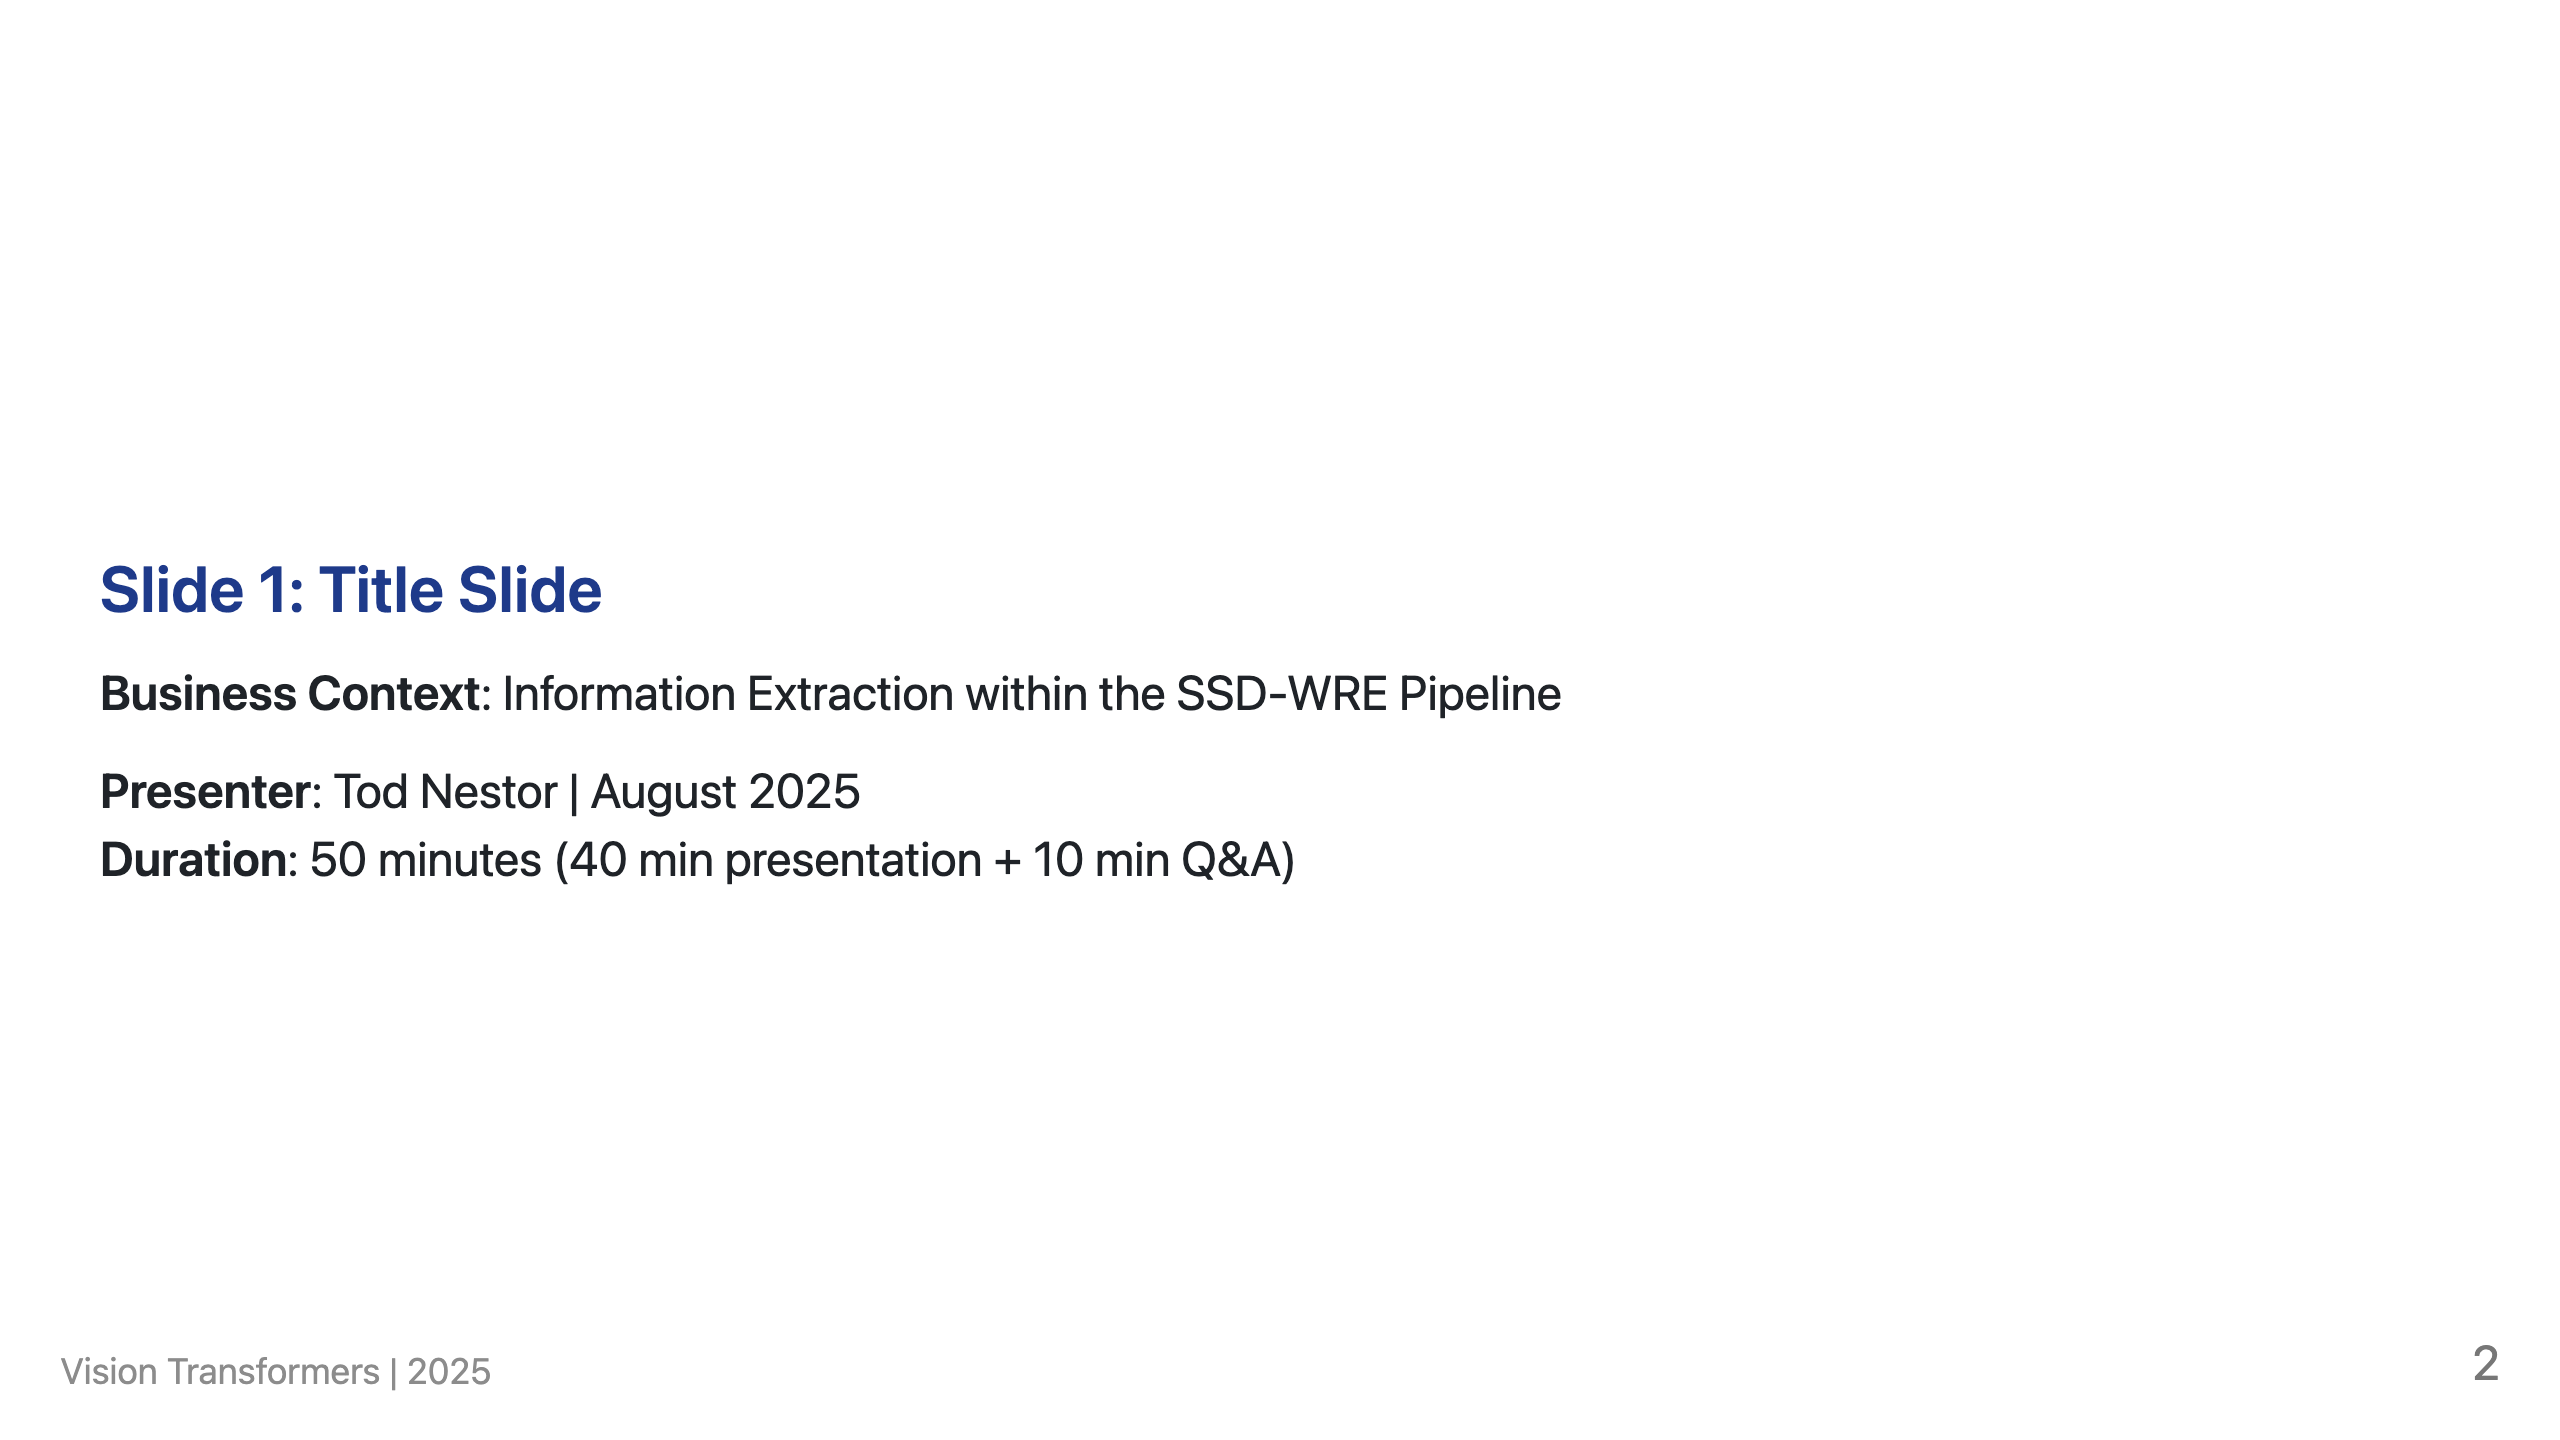 Slide 1: Title Slide
Business Context: Information Extraction within the SSD-WRE Pipeline
Presenter: Tod Nestor | August 2025
Duration: 50 minutes (40 min presentation + 10 min Q&A)
Vision Transformers | 2025
2